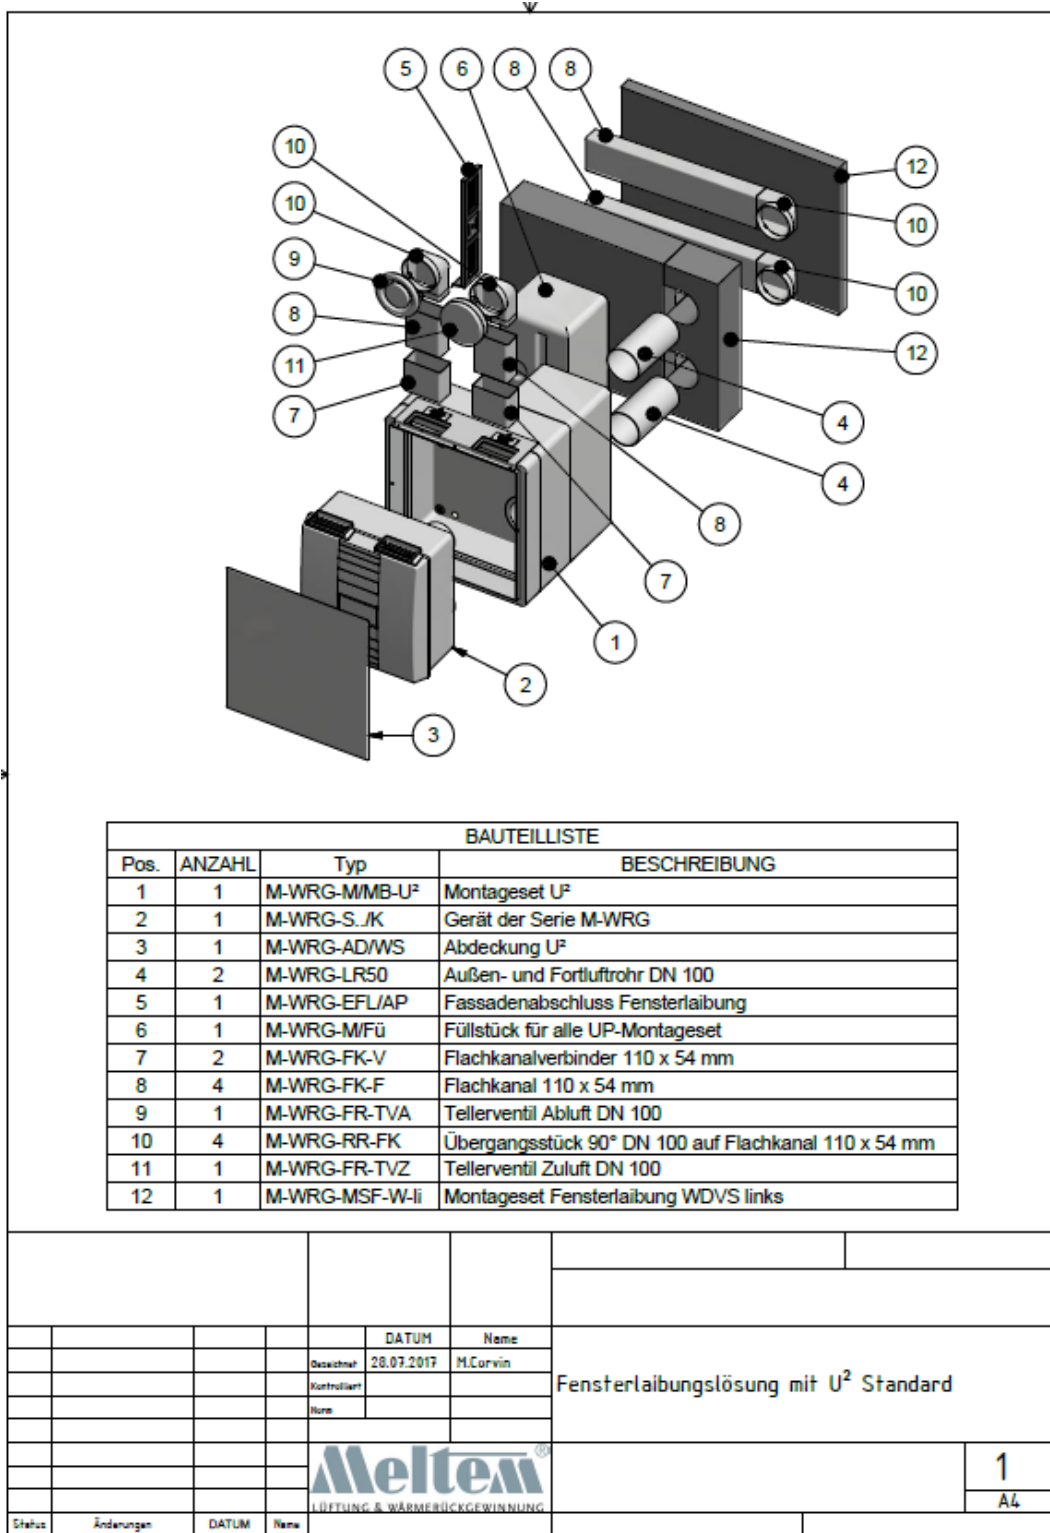 5 6 8 8
10
12
10
10
9
10
8
12
11
7
4
4
8
7
1
2
3
BAUTEILLISTE
Pos. ANZAHL Typ BESCHREIBUNG
1 1 M-WRG-M/MB-U² Montageset U²
2 1 M-WRG-S../K Gerät der Serie M-WRG
3 1 M-WRG-AD/WS Abdeckung U²
4 2 M-WRG-LR50 Außen- und Fortluftrohr DN 100
5 1 M-WRG-EFL/AP Fassadenabschluss Fensterlaibung
6 1 M-WRG-M/Fü Füllstück für alle UP-Montageset
7 2 M-WRG-FK-V Flachkanalverbinder 110 x 54 mm
8 4 M-WRG-FK-F Flachkanal 110 x 54 mm
9 1 M-WRG-FR-TVA Tellerventil Abluft DN 100
10 4 M-WRG-RR-FK Übergangsstück 90° DN 100 auf Flachkanal 110 x 54 mm
11 1 M-WRG-FR-TVZ Tellerventil Zuluft DN 100
12 1 M-WRG-MSF-W-li Montageset Fensterlaibung WDVS links
DATUM Name
Gezeichnet 28.07.2017 M.Corvin
Kontrolliert
Norm
Fensterlaibungslösung mit U² Standard
Meltem®
LÜFTUNG & WÄRMERÜCKGEWINNUNG
1
A4
Status Änderungen DATUM Name